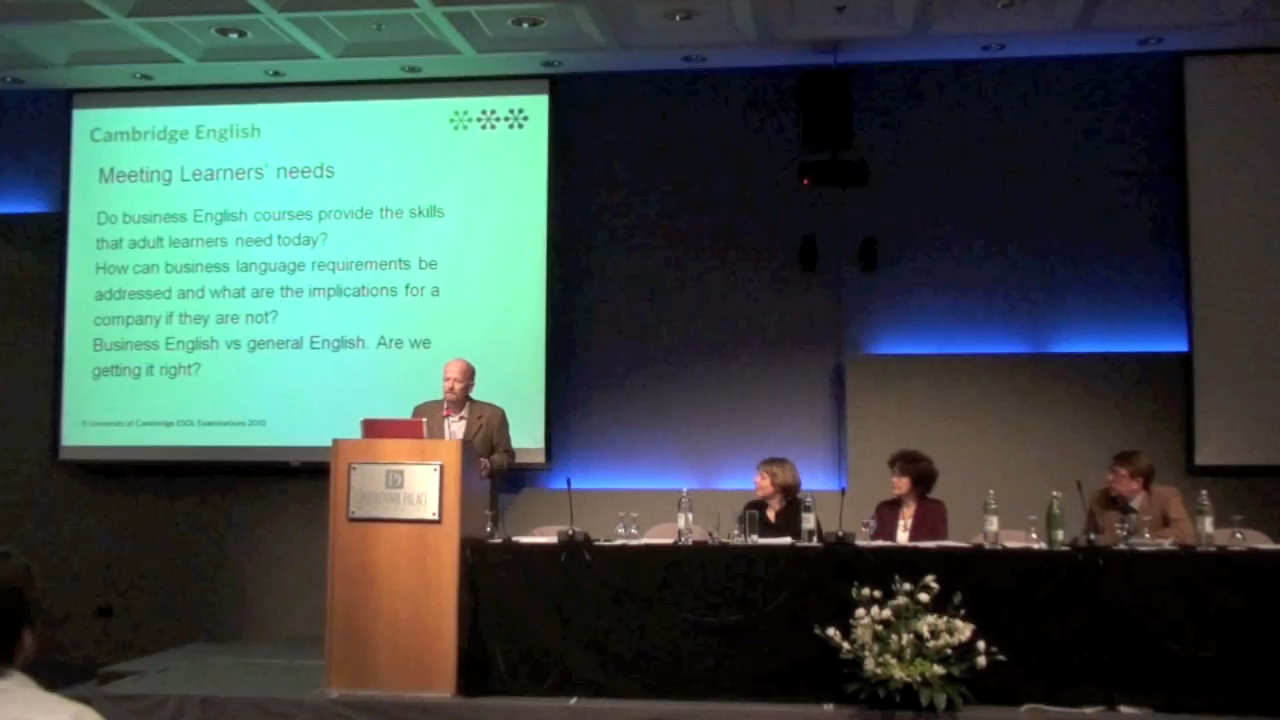 Cambridge English
Meeting Learners' needs
Do business English courses provide the skills
that adult learners need today?
How can business language requirements be
addressed and what are the implications for a
company if they are not?
Business English vs general English. Are we
getting it right?
© University of Cambridge ESOL Examinations 2010
PALACE